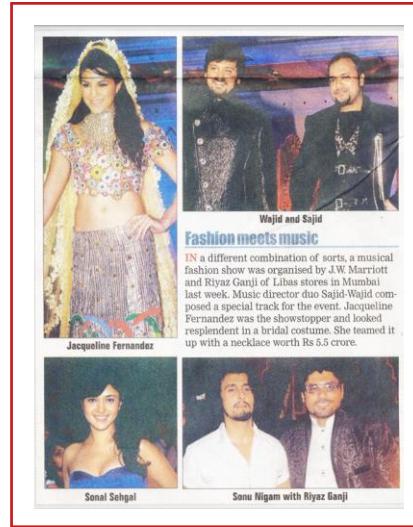 Wajid and Sajid
Fashion meets music
IN a different combination of sorts, a musical
fashion show was organised by J.W. Marriott
and Riyaz Ganji of Libas stores in Mumbai
last week. Music director duo Sajid-Wajid com-
posed a special track for the event. Jacqueline
Fernandez was the showstopper and looked
resplendent in a bridal costume. She teamed it
up with a necklace worth Rs 5.5 crore.
Jacqueline Fernandez
Sonal Sehgal
Sonu Nigam with Riyaz Ganji